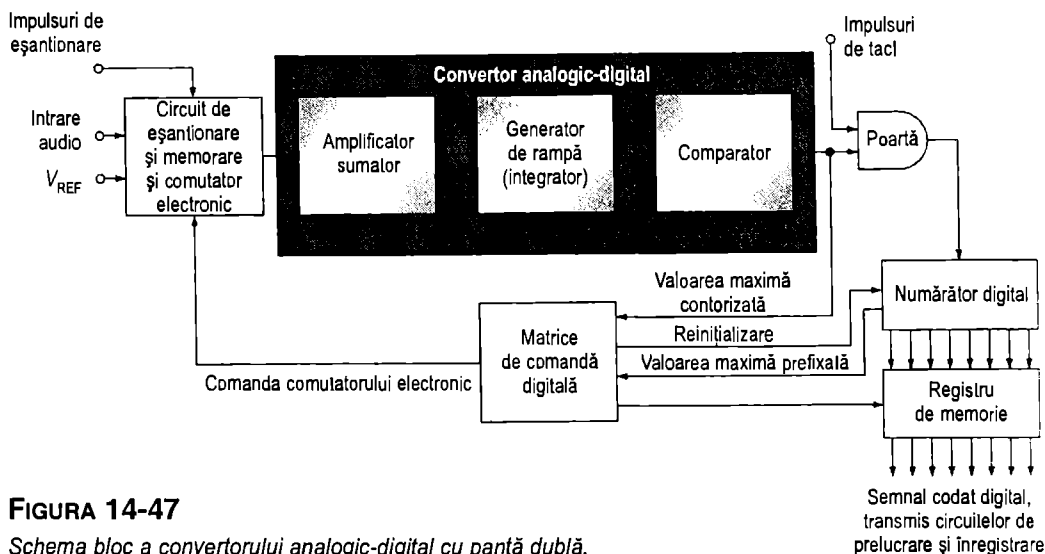 Impulsuri de
eşantionare
Intrare
audio
V_REF
Circuit de
eşantionare
şi memorare
şi comutator
electronic
Convertor analogic-digital
Amplificator
sumator
Generator
de rampă
(integrator)
Comparator
Impulsuri
de tact
Poartă
Valoarea maximă
contorizată
Reiniţializare
Valoarea maximă prefixală
Comanda comutatorului electronic
Matrice
de comandă
digitală
Numărător digital
Registru
de memorie
Semnal codat digital,
transmis circuitelor de
prelucrare şi înregistrare
FIGURA 14-47
Schema bloc a convertorului analogic-digital cu pantă dublă.